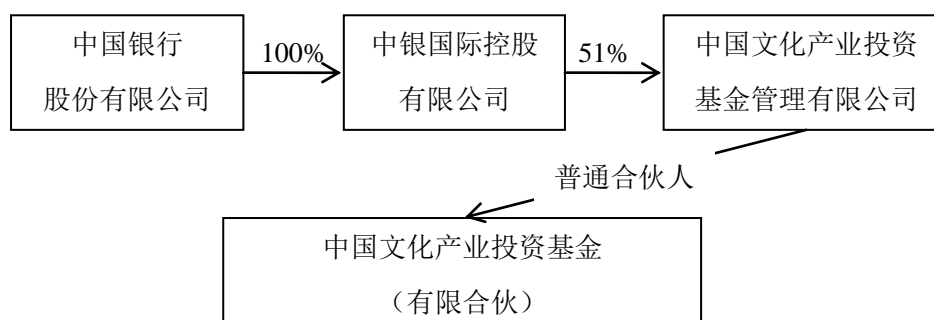 中国银行
股份有限公司
100%
中银国际控股
有限公司
51%
中国文化产业投资
基金管理有限公司
普通合伙人
中国文化产业投资基金
（有限合伙）